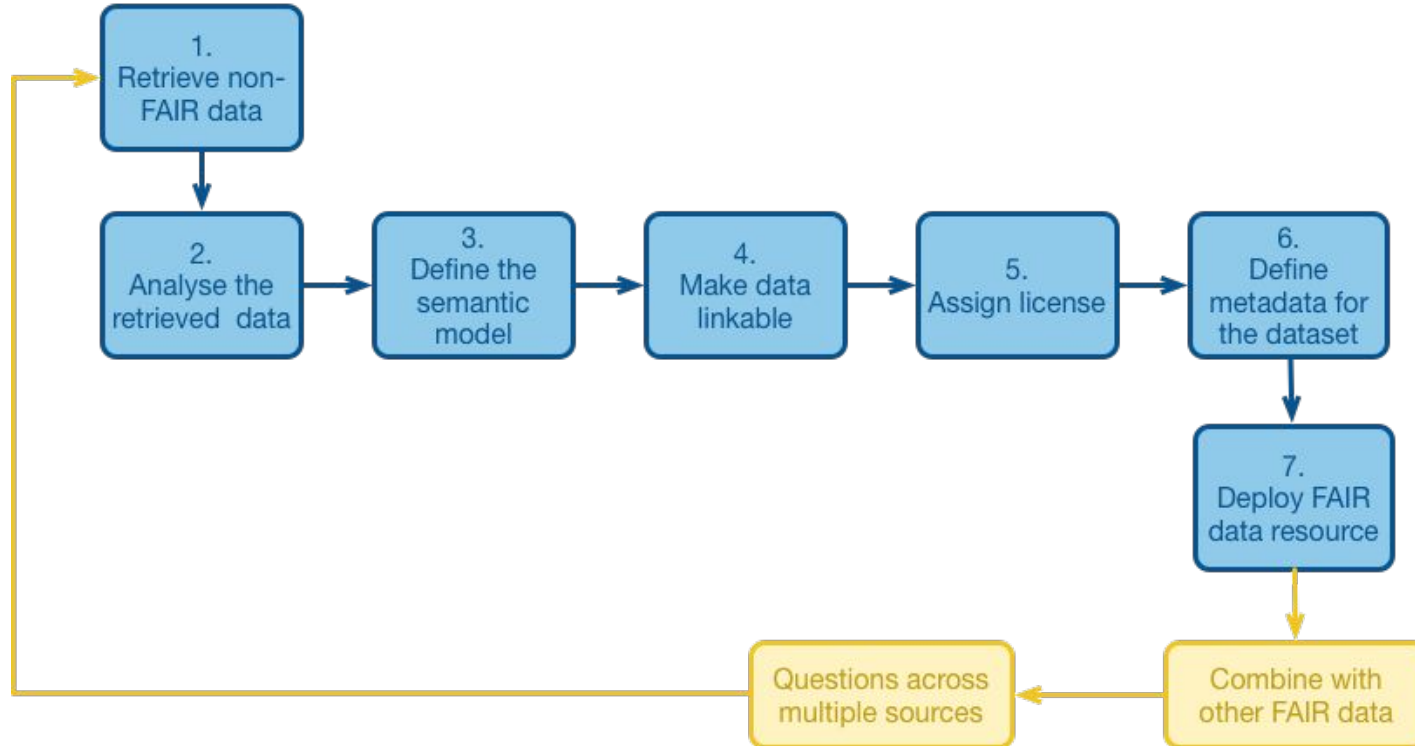 1.
Retrieve non-
FAIR data
2.
Analyse the
retrieved data
3.
Define the
semantic
model
4.
Make data
linkable
5.
Assign license
6.
Define
metadata for
the dataset
7.
Deploy FAIR
data resource
Combine with
other FAIR data
Questions across
multiple sources